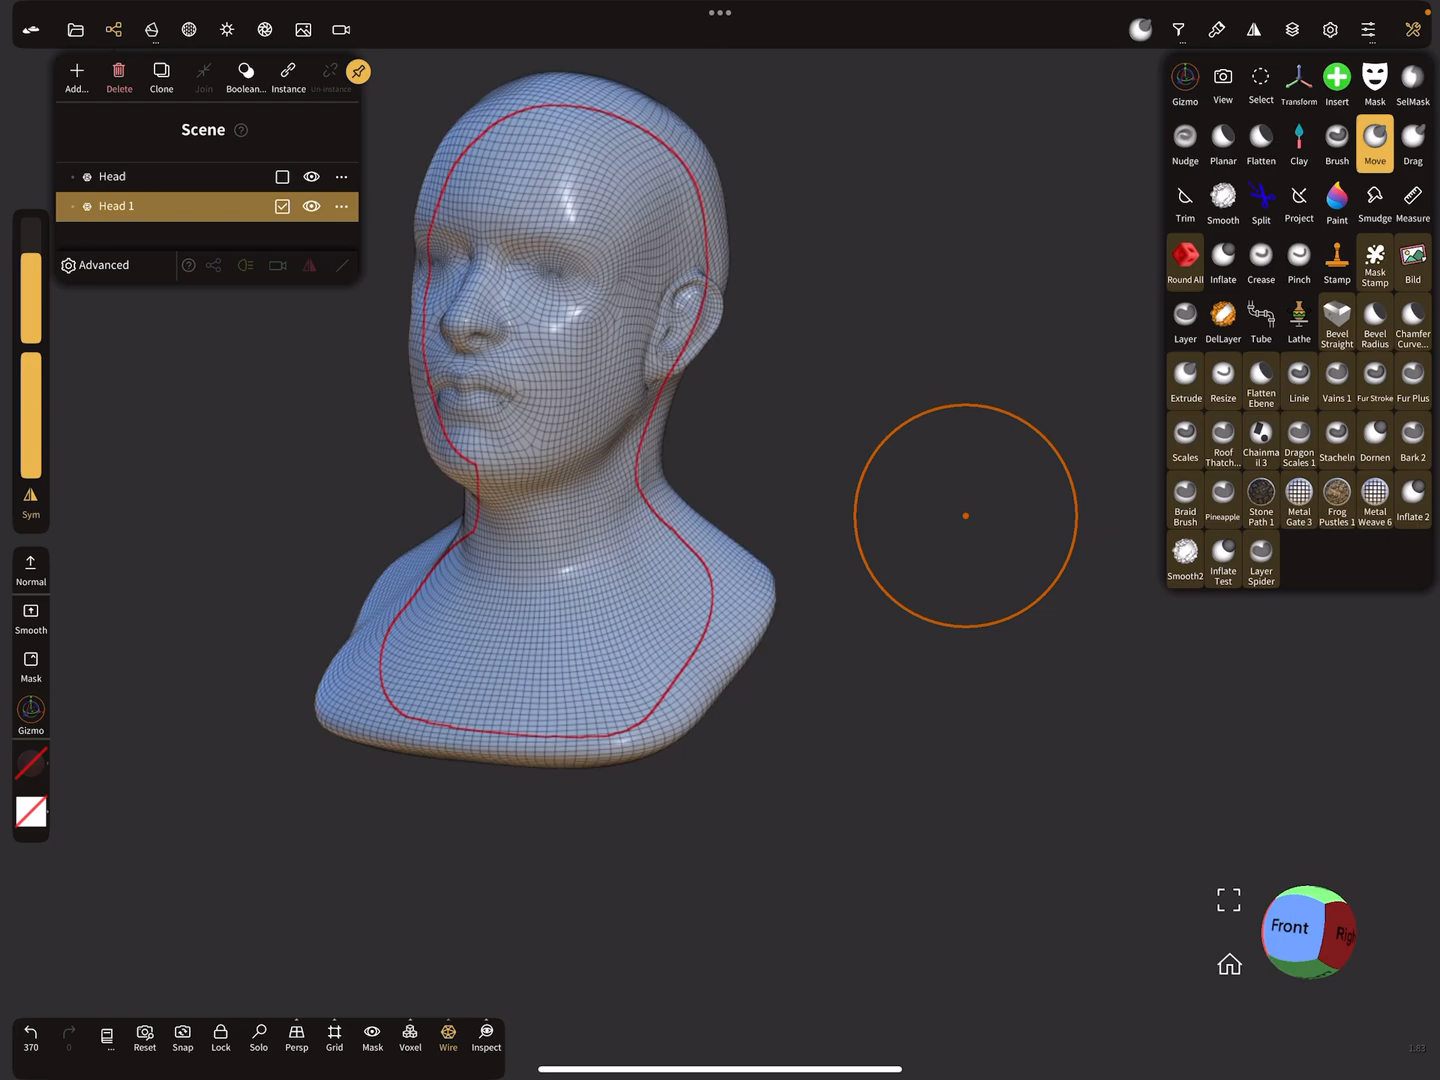 Add...
Delete
Clone
Join
Boolean...
Instance
Un-instance
Scene
Head
Head 1
Advanced
Sym
Normal
Smooth
Mask
Gizmo
Gizmo
View
Select
Transform
Insert
Mask
SelMask
Nudge
Planar
Flatten
Clay
Brush
Move
Drag
Trim
Smooth
Split
Project
Paint
Smudge
Measure
Round All
Inflate
Crease
Pinch
Stamp
Mask
Stamp
Bild
Layer
DelLayer
Tube
Lathe
Bevel
Straight
Bevel
Radius
Chamfer
Curve...
Extrude
Resize
Flatten
Ebene
Linie
Vains 1
Fur Stroke
Fur Plus
Scales
Roof
Thatch...
Chainma
il 3
Dragon
Scales 1
Stacheln
Dornen
Bark 2
Braid
Brush
Pineapple
Stone
Path 1
Metal
Gate 3
Frog
Pustles 1
Metal
Weave 6
Inflate 2
Smooth2
Inflate
Test
Layer
Spider
Front
Righ
370
0
...
Reset
Snap
Lock
Solo
Persp
Grid
Mask
Voxel
Wire
Inspect
1.83